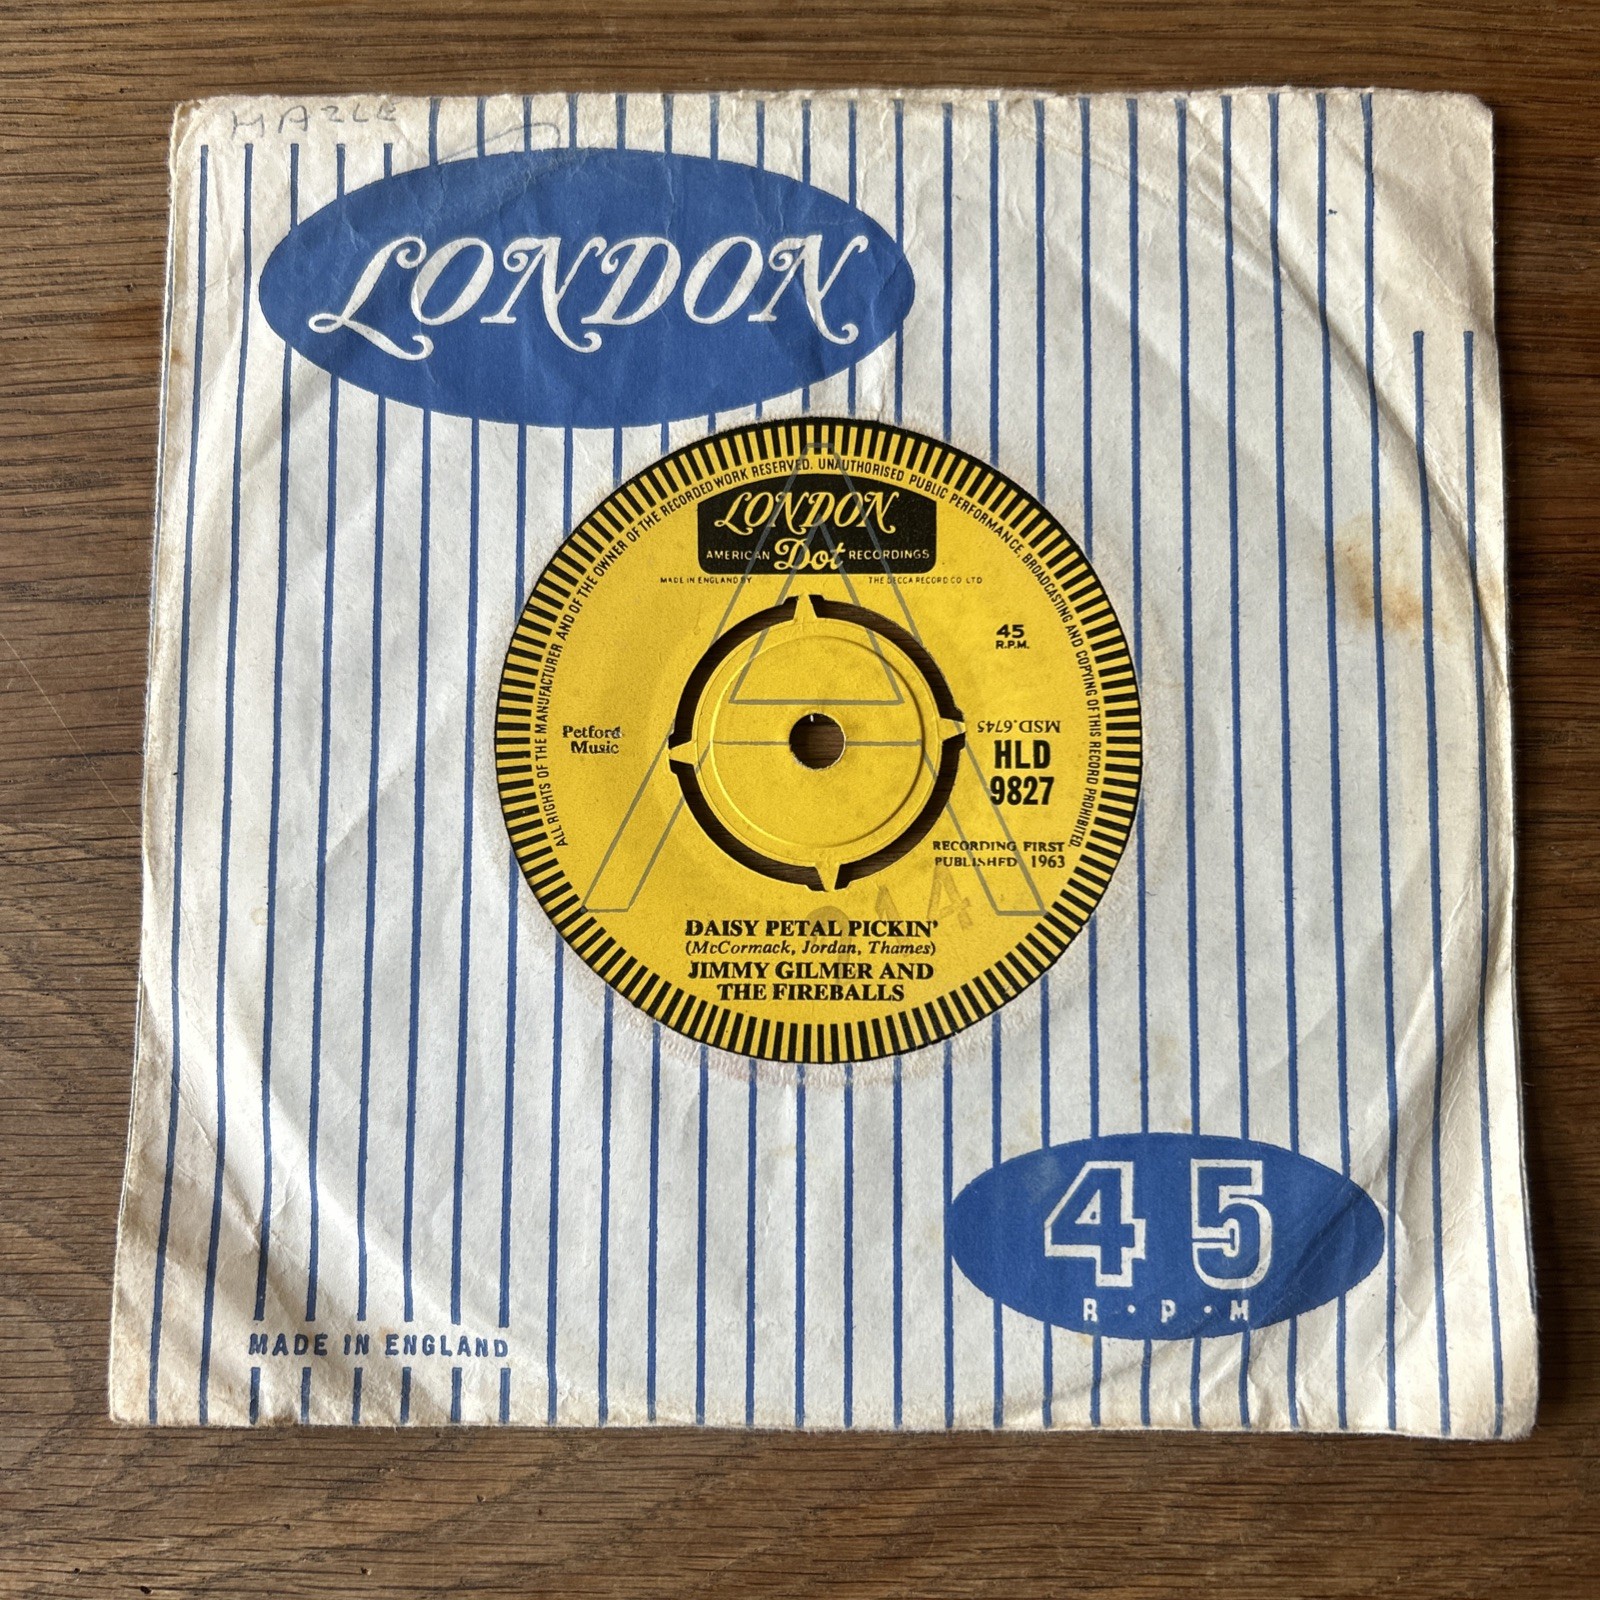 HAZLE
LONDON
ALL RIGHTS OF THE MANUFACTURER AND OF THE OWNER OF THE RECORDED WORK RESERVED. UNAUTHORISED PUBLIC PERFORMANCE, BROADCASTING AND COPYING OF THIS RECORD PROHIBITED
A
LONDON
AMERICAN Dot RECORDINGS
MADE IN ENGLAND BY THE DECCA RECORD CO LTD
45
R.P.M.
Petford
Music
MSD.6745
HLD
9827
RECORDING FIRST
PUBLISHED 1963
DAISY PETAL PICKIN'
(McCormack, Jordan, Thames)
JIMMY GILMER AND
THE FIREBALLS
45
R·P·M
MADE IN ENGLAND